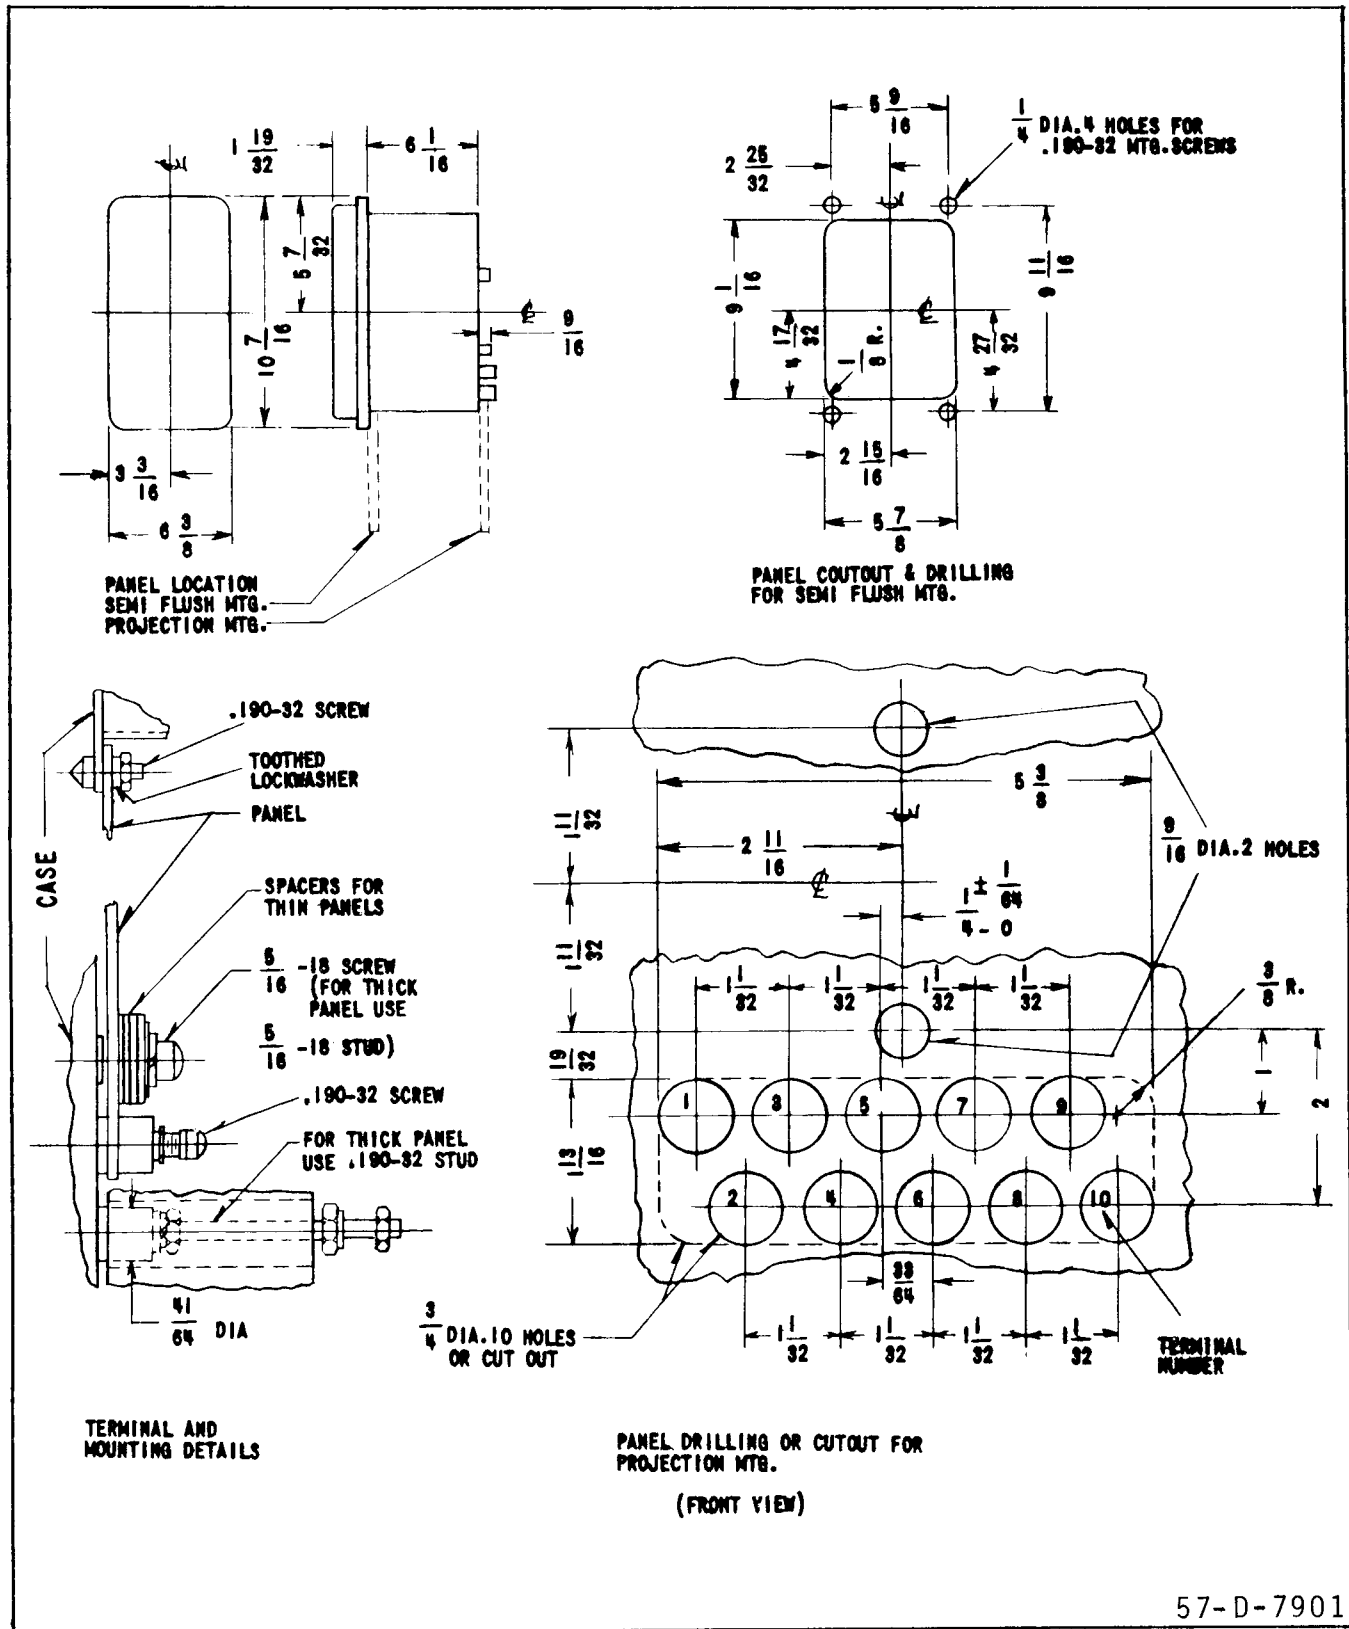 1 19/32
6 1/16
℄
5 7/32
10 7/16
℄
9/16
3 3/16
6 3/8
PANEL LOCATION
SEMI FLUSH MTG.
PROJECTION MTG.
5 9/16
1/4 DIA.4 HOLES FOR
.190-32 MTG.SCREWS
2 25/32
℄
9 1/16
9 11/16
℄
4 17/32
1/8 R.
4 27/32
2 15/16
5 7/8
PANEL COUTOUT & DRILLING
FOR SEMI FLUSH MTG.
.190-32 SCREW
TOOTHED
LOCKWASHER
PANEL
CASE
SPACERS FOR
THIN PANELS
5/16 -18 SCREW
(FOR THICK
PANEL USE
5/16 -18 STUD)
.190-32 SCREW
FOR THICK PANEL
USE .190-32 STUD
41/64 DIA
TERMINAL AND
MOUNTING DETAILS
5 3/8
℄
1 11/32
2 11/16
9/16 DIA.2 HOLES
℄
1/4 + 1/64 - 0
1 11/32
1 1/32
1 1/32
1 1/32
1 1/32
3/8 R.
19/32
1
2
1
3
5
7
9
1 13/16
2
4
6
8
10
33/64
3/4 DIA.10 HOLES
OR CUT OUT
1 1/32
1 1/32
1 1/32
1 1/32
TERMINAL
NUMBER
PANEL DRILLING OR CUTOUT FOR
PROJECTION MTG.
(FRONT VIEW)
57-D-7901